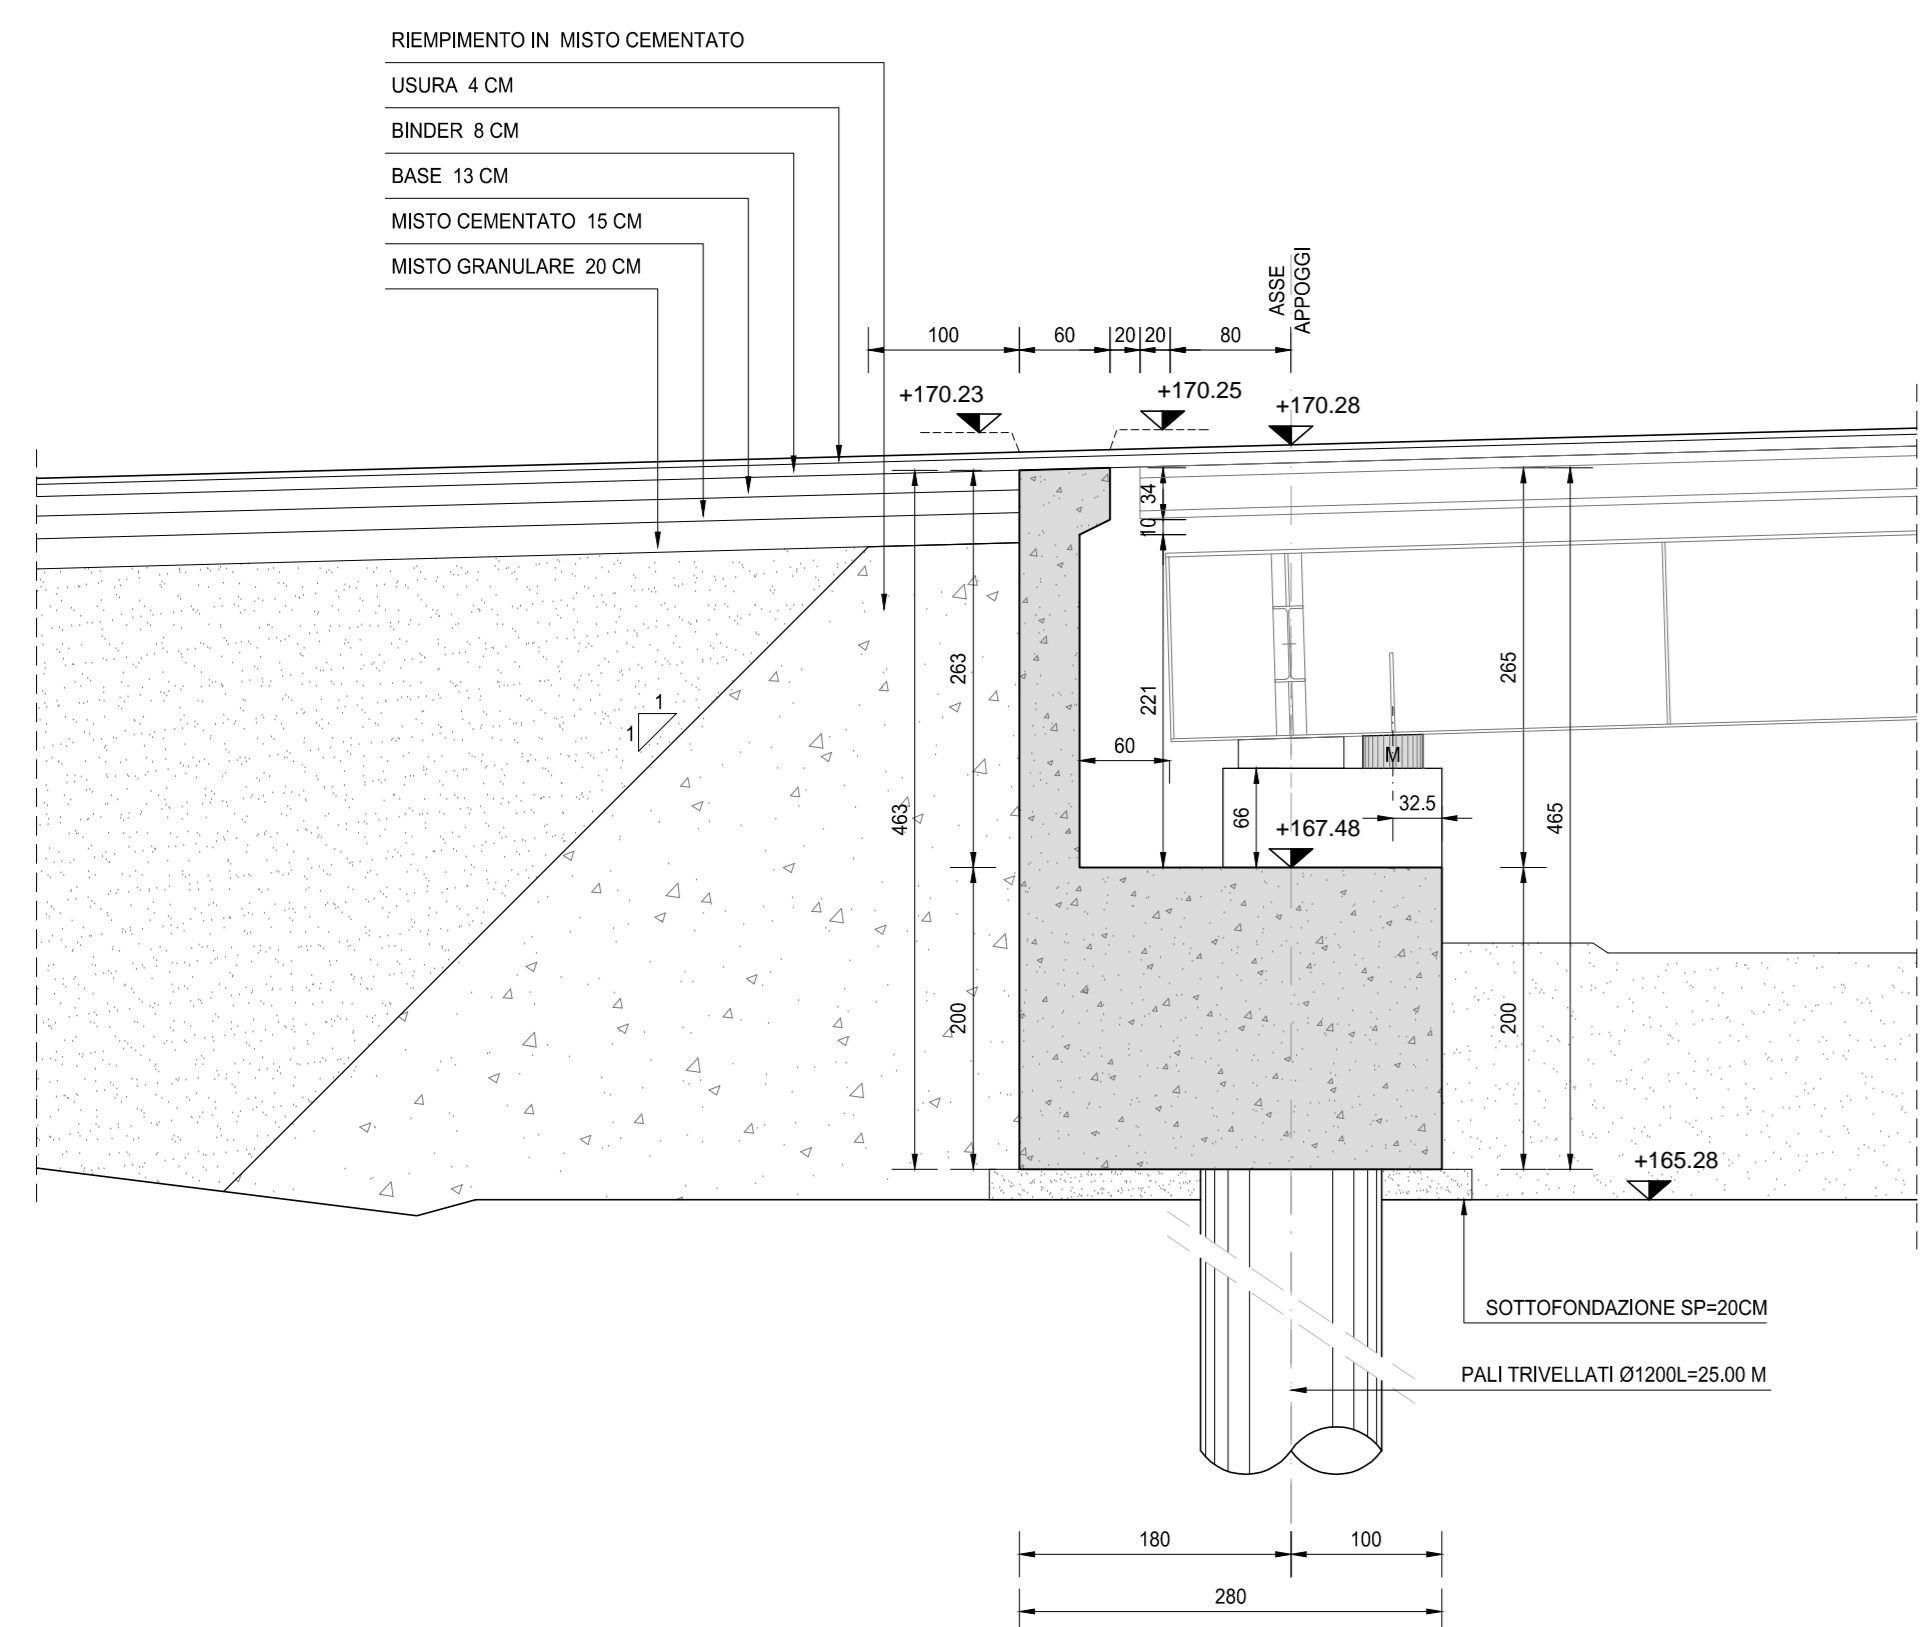 RIEMPIMENTO IN MISTO CEMENTATO
USURA 4 CM
BINDER 8 CM
BASE 13 CM
MISTO CEMENTATO 15 CM
MISTO GRANULARE 20 CM
ASSE
APPOGGI
100 60 20 20 80
+170.23 +170.25 +170.28
34
10
263
221
265
1
1
60
M
463
66
32.5
465
+167.48
200
200
+165.28
SOTTOFONDAZIONE SP=20CM
PALI TRIVELLATI Ø1200L=25.00 M
180 100
280